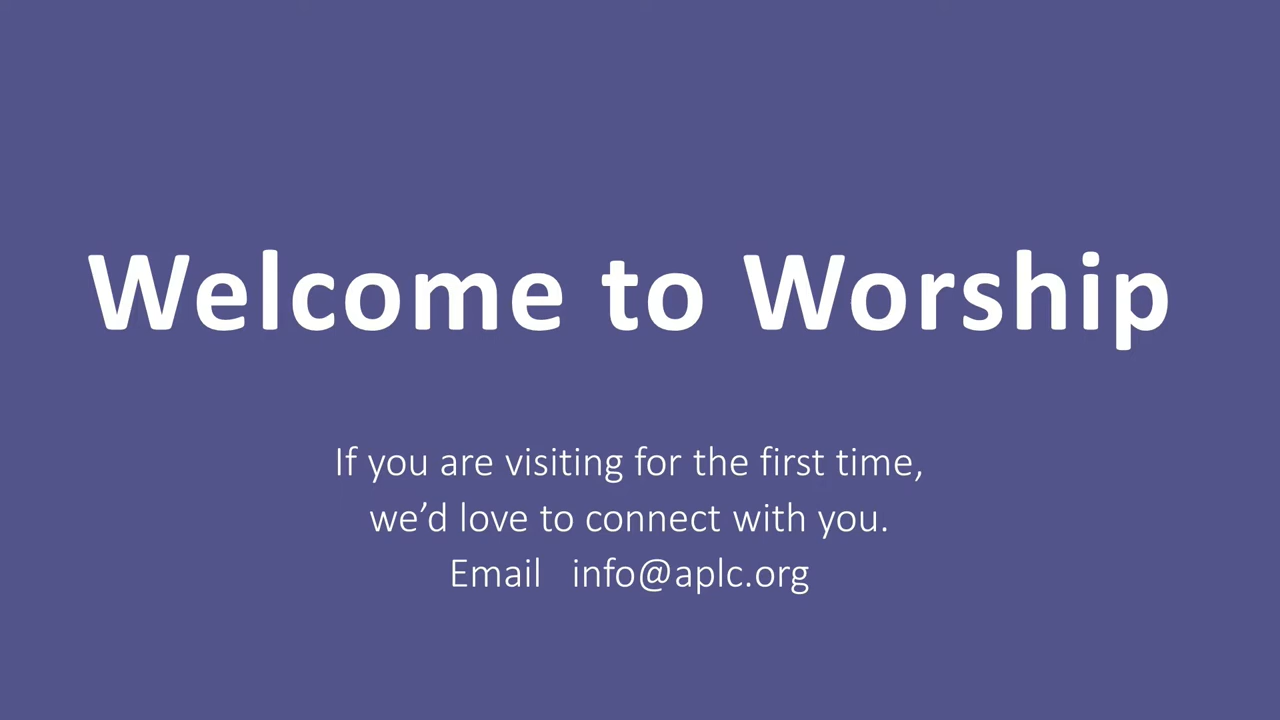 Welcome to Worship
If you are visiting for the first time,
we’d love to connect with you.
Email info@aplc.org